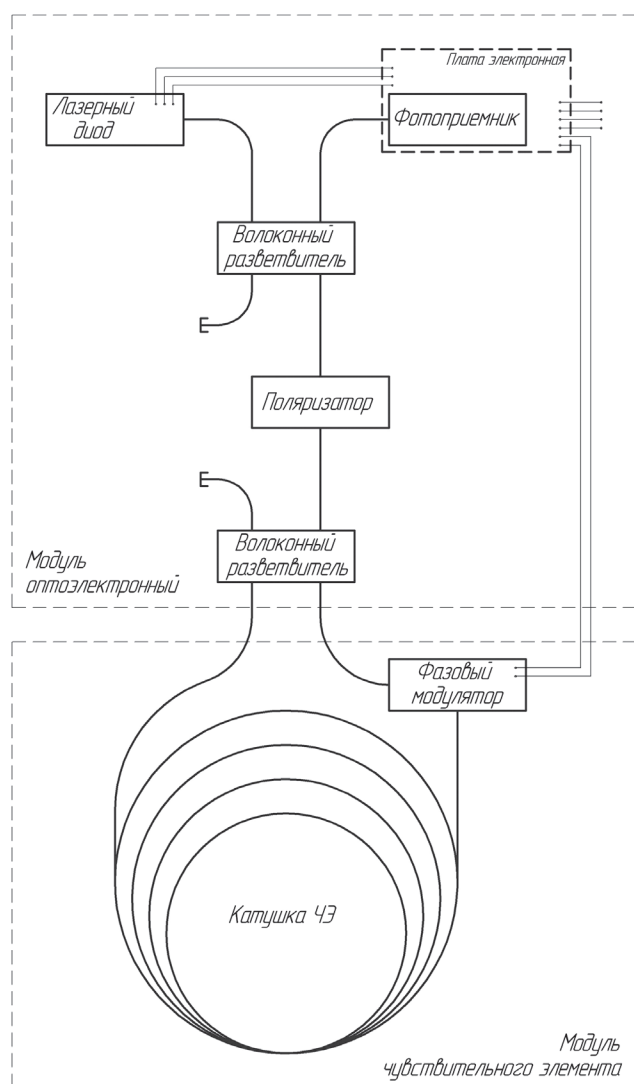 Плата электронная
Лазерный
диод
Фотоприемник
Волоконный
разветвитель
Поляризатор
Волоконный
разветвитель
Модуль
оптоэлектронный
Фазовый
модулятор
Катушка ЧЭ
Модуль
чувствительного элемента